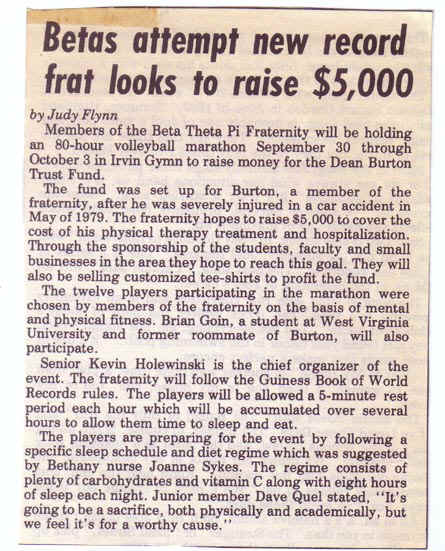 Betas attempt new record
frat looks to raise $5,000
by Judy Flynn
Members of the Beta Theta Pi Fraternity will be holding
an 80-hour volleyball marathon September 30 through
October 3 in Irvin Gymn to raise money for the Dean Burton
Trust Fund.
The fund was set up for Burton, a member of the
fraternity, after he was severely injured in a car accident in
May of 1979. The fraternity hopes to raise $5,000 to cover the
cost of his physical therapy treatment and hospitalization.
Through the sponsorship of the students, faculty and small
businesses in the area they hope to reach this goal. They will
also be selling customized tee-shirts to profit the fund.
The twelve players participating in the marathon were
chosen by members of the fraternity on the basis of mental
and physical fitness. Brian Goin, a student at West Virginia
University and former roommate of Burton, will also
participate.
Senior Kevin Holewinski is the chief organizer of the
event. The fraternity will follow the Guiness Book of World
Records rules. The players will be allowed a 5-minute rest
period each hour which will be accumulated over several
hours to allow them time to sleep and eat.
The players are preparing for the event by following a
specific sleep schedule and diet regime which was suggested
by Bethany nurse Joanne Sykes. The regime consists of
plenty of carbohydrates and vitamin C along with eight hours
of sleep each night. Junior member Dave Quel stated, "It's
going to be a sacrifice, both physically and academically, but
we feel it's for a worthy cause."